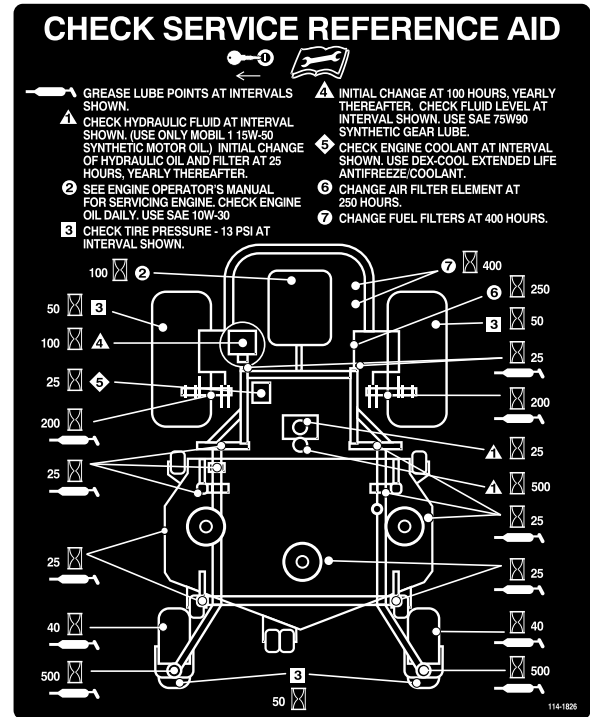 CHECK SERVICE REFERENCE AID
GREASE LUBE POINTS AT INTERVALS
SHOWN.
1 CHECK HYDRAULIC FLUID AT INTERVAL
SHOWN. (USE ONLY MOBIL 1 15W-50
SYNTHETIC MOTOR OIL.) INITIAL CHANGE
OF HYDRAULIC OIL AND FILTER AT 25
HOURS, YEARLY THEREAFTER.
2 SEE ENGINE OPERATOR'S MANUAL
FOR SERVICING ENGINE. CHECK ENGINE
OIL DAILY. USE SAE 10W-30
3 CHECK TIRE PRESSURE - 13 PSI AT
INTERVAL SHOWN.
4 INITIAL CHANGE AT 100 HOURS, YEARLY
THEREAFTER. CHECK FLUID LEVEL AT
INTERVAL SHOWN. USE SAE 75W90
SYNTHETIC GEAR LUBE.
5 CHECK ENGINE COOLANT AT INTERVAL
SHOWN. USE DEX-COOL EXTENDED LIFE
ANTIFREEZE/COOLANT.
6 CHANGE AIR FILTER ELEMENT AT
250 HOURS.
7 CHANGE FUEL FILTERS AT 400 HOURS.
100 2
7 400
6 250
50 3
3 50
100 4
25
25 5
200
200
1 25
25
1 500
25
25
25
40
40
500
500
3
50
114-1826